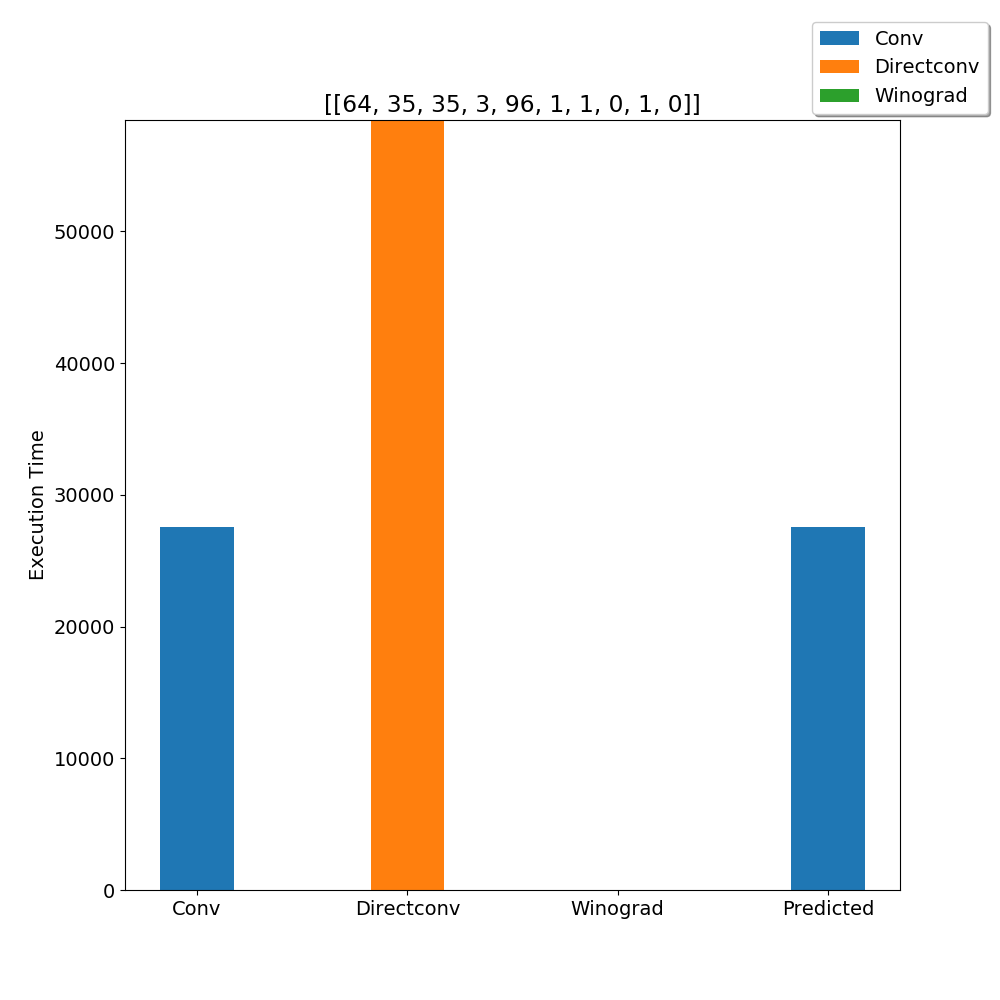 Conv
Directconv
Winograd
[[64, 35, 35, 3, 96, 1, 1, 0, 1, 0]]
Execution Time
50000
40000
30000
20000
10000
0
Conv Directconv Winograd Predicted